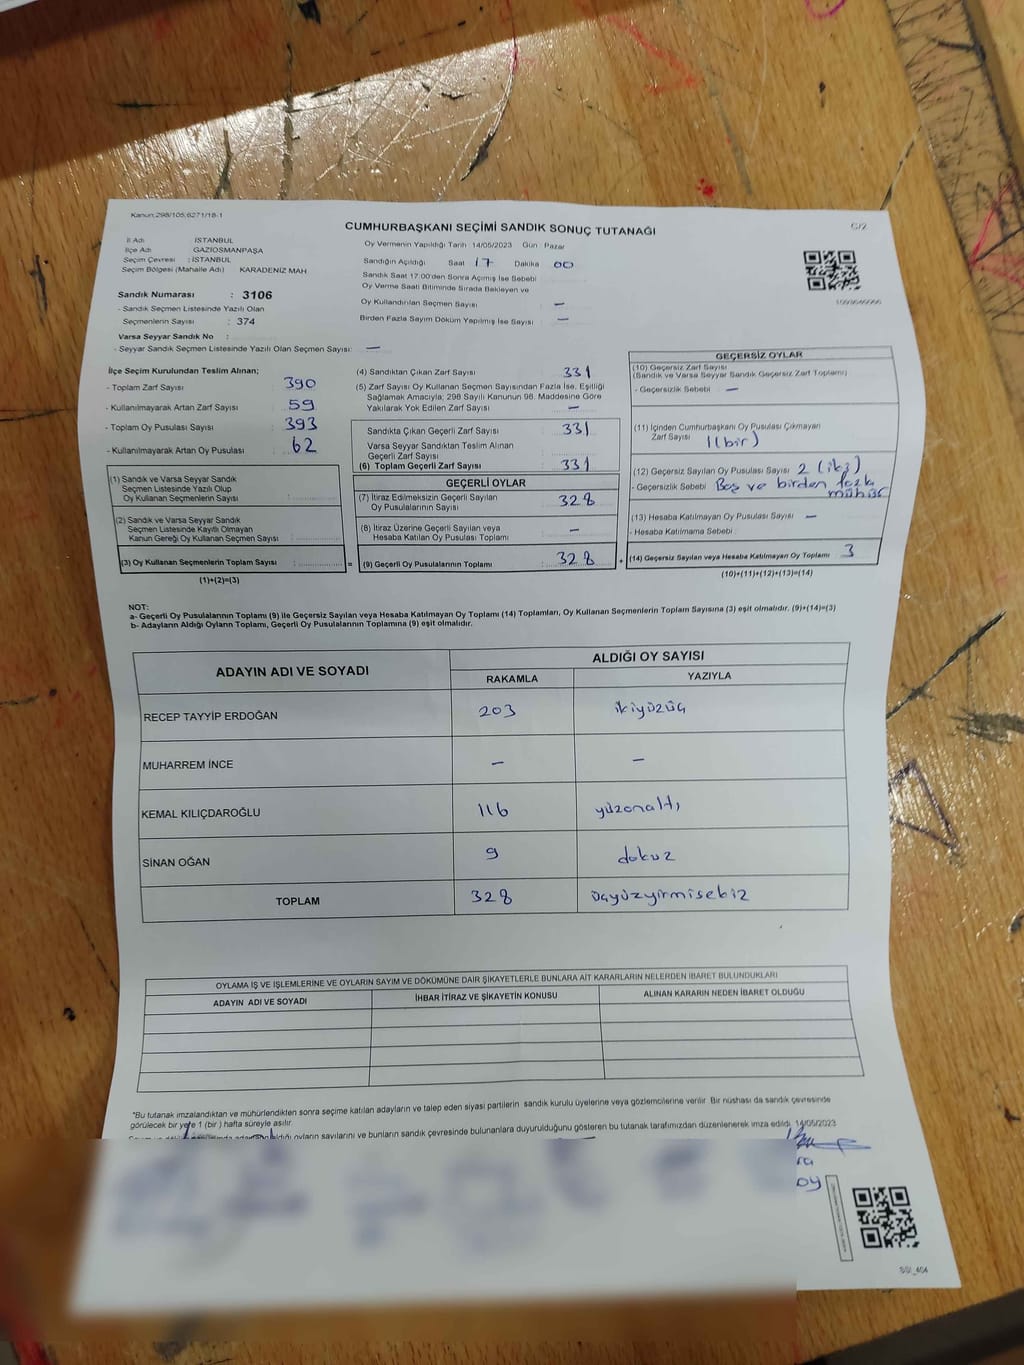 Kanun:298/105,6271/18-1
CUMHURBAŞKANI SEÇİMİ SANDIK SONUÇ TUTANAĞI
C/2
İl Adı : İSTANBUL
İlçe Adı : GAZİOSMANPAŞA
Seçim Çevresi : İSTANBUL
Seçim Bölgesi (Mahalle Adı) KARADENİZ MAH
Sandık Numarası : 3106
- Sandık Seçmen Listesinde Yazılı Olan
Seçmenlerin Sayısı : 374
Varsa Seyyar Sandık No :
- Seyyar Sandık Seçmen Listesinde Yazılı Olan Seçmen Sayısı: —
Oy Vermenin Yapıldığı Tarih : 14/05/2023 Gün : Pazar
Sandığın Açıldığı Saat 17 Dakika 00
Sandık Saat 17:00'den Sonra Açılmış İse Sebebi
Oy Verme Saati Bitiminde Sırada Bekleyen ve
Oy Kullandırılan Seçmen Sayısı : —
Birden Fazla Sayım Döküm Yapılmış İse Sayısı : —
İlçe Seçim Kurulundan Teslim Alınan;
- Toplam Zarf Sayısı : 390
- Kullanılmayarak Artan Zarf Sayısı : 59
- Toplam Oy Pusulası Sayısı : 393
- Kullanılmayarak Artan Oy Pusulası : 62
(1) Sandık ve Varsa Seyyar Sandık
Seçmen Listesinde Yazılı Olup
Oy Kullanan Seçmenlerin Sayısı :
(2) Sandık ve Varsa Seyyar Sandık
Seçmen Listesinde Kayıtlı Olmayan
Kanun Gereği Oy Kullanan Seçmen Sayısı :
(3) Oy Kullanan Seçmenlerin Toplam Sayısı :
(1)+(2)=(3)
=
(4) Sandıktan Çıkan Zarf Sayısı : 331
(5) Zarf Sayısı Oy Kullanan Seçmen Sayısından Fazla İse, Eşitliği
Sağlamak Amacıyla; 298 Sayılı Kanunun 98. Maddesine Göre
Yakılarak Yok Edilen Zarf Sayısı : —
Sandıkta Çıkan Geçerli Zarf Sayısı : 331
Varsa Seyyar Sandıktan Teslim Alınan
Geçerli Zarf Sayısı :
(6) Toplam Geçerli Zarf Sayısı : 331
GEÇERLİ OYLAR
(7) İtiraz Edilmeksizin Geçerli Sayılan
Oy Pusulalarının Sayısı : 328
(8) İtiraz Üzerine Geçerli Sayılan veya
Hesaba Katılan Oy Pusulası Toplamı : —
(9) Geçerli Oy Pusulalarının Toplamı : 328
+
GEÇERSİZ OYLAR
(10) Geçersiz Zarf Sayısı
(Sandık ve Varsa Seyyar Sandık Geçersiz Zarf Toplamı)
- Geçersizlik Sebebi : —
(11) İçinden Cumhurbaşkanı Oy Pusulası Çıkmayan
Zarf Sayısı : 1(bir)
(12) Geçersiz Sayılan Oy Pusulası Sayısı : 2 (iki)
- Geçersizlik Sebebi : Boş ve birden fazla
mühür
(13) Hesaba Katılmayan Oy Pusulası Sayısı : —
- Hesaba Katılmama Sebebi :
(14) Geçersiz Sayılan veya Hesaba Katılmayan Oy Toplamı : 3
(10)+(11)+(12)+(13)=(14)
NOT:
a- Geçerli Oy Pusulalarının Toplamı (9) ile Geçersiz Sayılan veya Hesaba Katılmayan Oy Toplamı (14) Toplamları, Oy Kullanan Seçmenlerin Toplam Sayısına (3) eşit olmalıdır. (9)+(14)=(3)
b- Adayların Aldığı Oyların Toplamı, Geçerli Oy Pusulalarının Toplamına (9) eşit olmalıdır.
ADAYIN ADI VE SOYADI
ALDIĞI OY SAYISI
RAKAMLA YAZIYLA
RECEP TAYYİP ERDOĞAN 203 ikiyüzüç
MUHARREM İNCE — —
KEMAL KILIÇDAROĞLU 116 yüzonaltı
SİNAN OĞAN 9 dokuz
TOPLAM 328 üçyüzyirmisekiz
OYLAMA İŞ VE İŞLEMLERİNE VE OYLARIN SAYIM VE DÖKÜMÜNE DAİR ŞİKAYETLERLE BUNLARA AİT KARARLARIN NELERDEN İBARET BULUNDUKLARI
ADAYIN ADI VE SOYADI İHBAR İTİRAZ VE ŞİKAYETİN KONUSU ALINAN KARARIN NEDEN İBARET OLDUĞU
*Bu tutanak imzalandıktan ve mühürlendikten sonra seçime katılan adayların ve talep eden siyasi partilerin sandık kurulu üyelerine veya gözlemcilerine verilir. Bir nüshası da sandık çevresinde
görülecek bir yere 1 (bir) hafta süreyle asılır.
oyların sayılarını ve bunların sandık çevresinde bulunanlara duyurulduğunu gösteren bu tutanak tarafımızdan düzenlenerek imza edildi. 14/05/2023
ra
oy
SSI_404